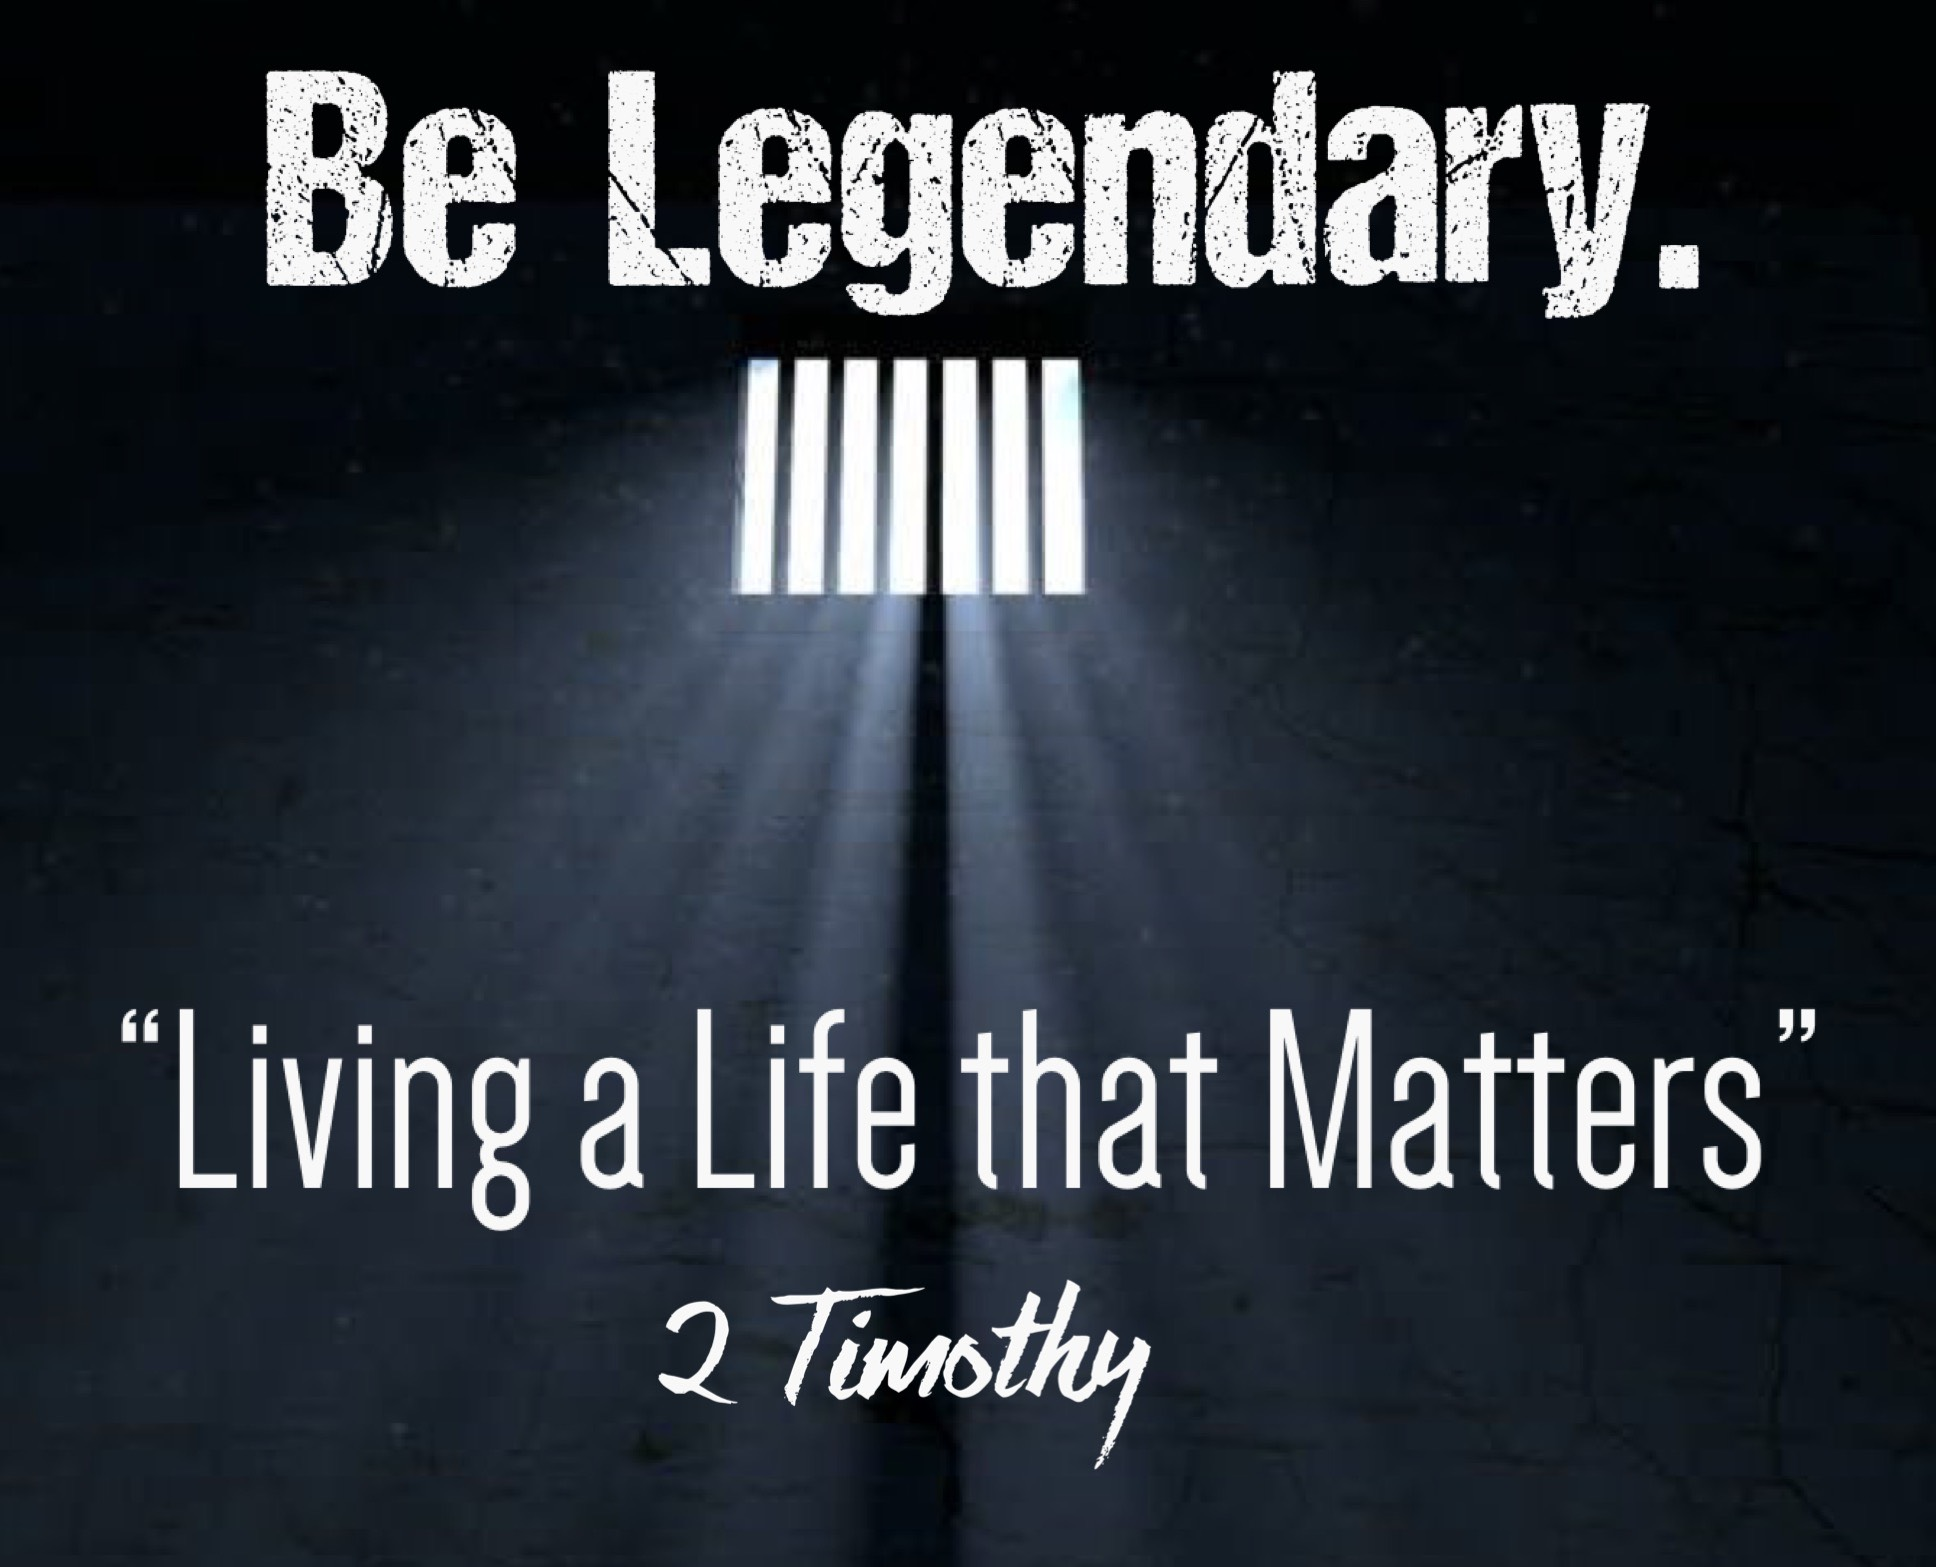 Be Legendary.
“Living a Life that Matters”
2 Timothy